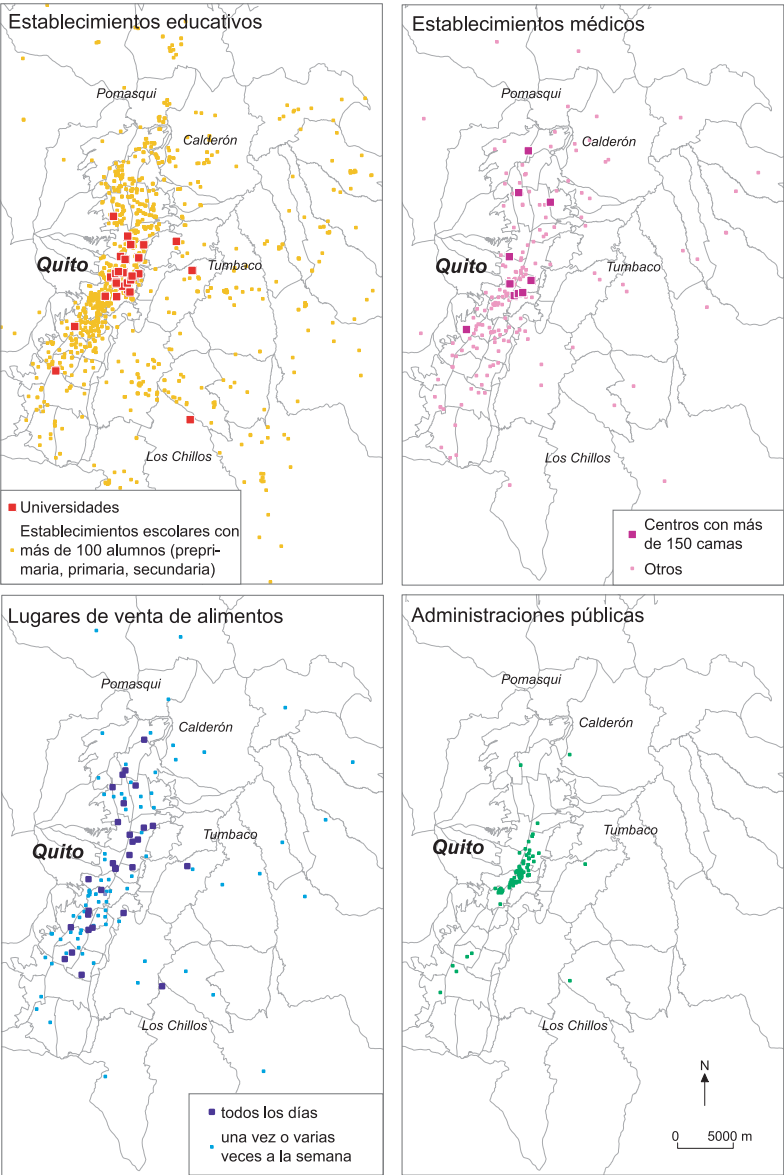 Establecimientos educativos
Pomasqui
Calderón
Quito
Tumbaco
Los Chillos
Universidades
Establecimientos escolares con
más de 100 alumnos (prepri-
maria, primaria, secundaria)
Establecimientos médicos
Pomasqui
Calderón
Quito
Tumbaco
Los Chillos
Centros con más
de 150 camas
Otros
Lugares de venta de alimentos
Pomasqui
Calderón
Tumbaco
Quito
Los Chillos
todos los días
una vez o varias
veces a la semana
Administraciones públicas
Pomasqui
Calderón
Tumbaco
Quito
Los Chillos
N
0 5000 m